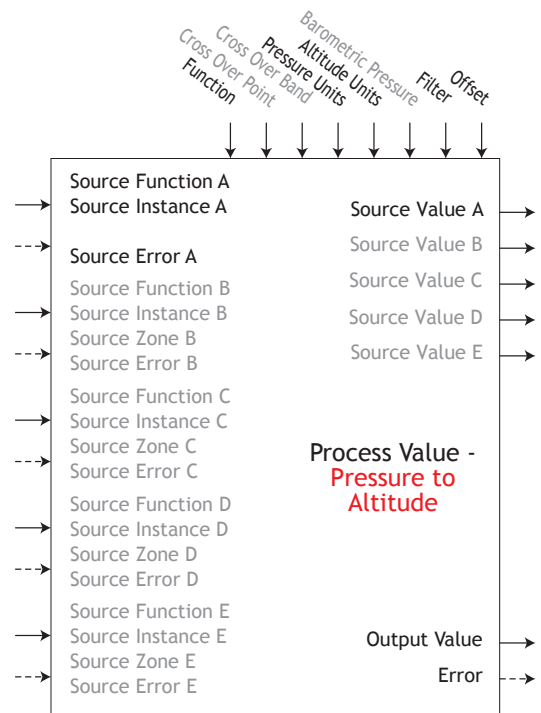 Function
Cross Over Point
Cross Over Band
Pressure Units
Altitude Units
Barometric Pressure
Filter
Offset
Source Function A
Source Instance A
Source Error A
Source Function B
Source Instance B
Source Zone B
Source Error B
Source Function C
Source Instance C
Source Zone C
Source Error C
Source Function D
Source Instance D
Source Zone D
Source Error D
Source Function E
Source Instance E
Source Zone E
Source Error E
Source Value A
Source Value B
Source Value C
Source Value D
Source Value E
Process Value -
Pressure to
Altitude
Output Value
Error